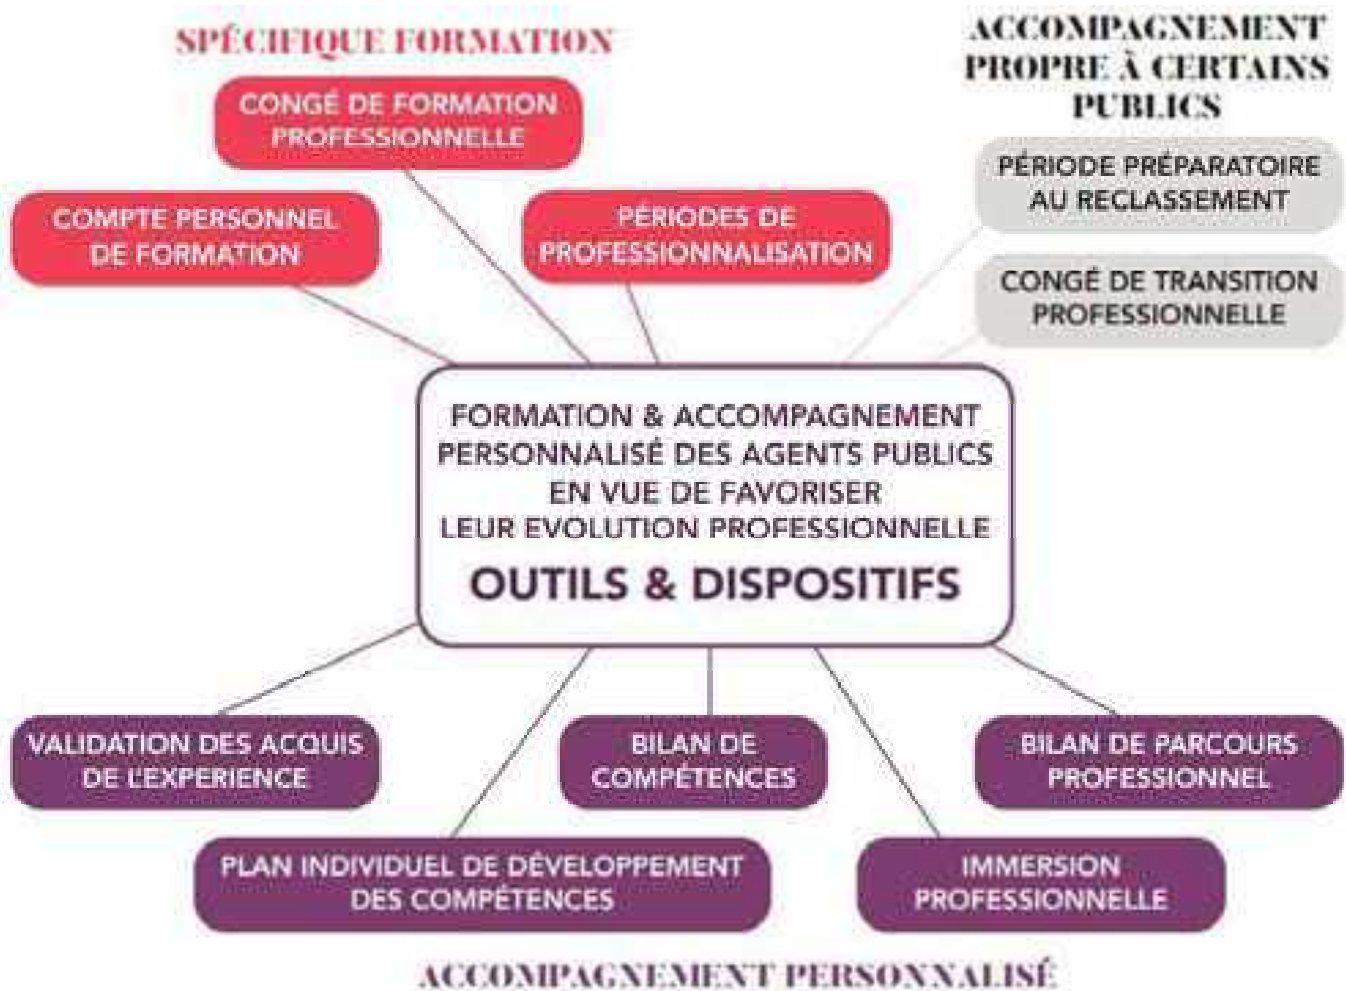 SPÉCIFIQUE FORMATION
CONGÉ DE FORMATION
PROFESSIONNELLE
COMPTE PERSONNEL
DE FORMATION
PÉRIODES DE
PROFESSIONNALISATION
ACCOMPAGNEMENT
PROPRE À CERTAINS
PUBLICS
PÉRIODE PRÉPARATOIRE
AU RECLASSEMENT
CONGÉ DE TRANSITION
PROFESSIONNELLE
FORMATION & ACCOMPAGNEMENT
PERSONNALISÉ DES AGENTS PUBLICS
EN VUE DE FAVORISER
LEUR EVOLUTION PROFESSIONNELLE
OUTILS & DISPOSITIFS
VALIDATION DES ACQUIS
DE L'EXPERIENCE
BILAN DE
COMPÉTENCES
BILAN DE PARCOURS
PROFESSIONNEL
PLAN INDIVIDUEL DE DÉVELOPPEMENT
DES COMPÉTENCES
IMMERSION
PROFESSIONNELLE
ACCOMPAGNEMENT PERSONNALISÉ